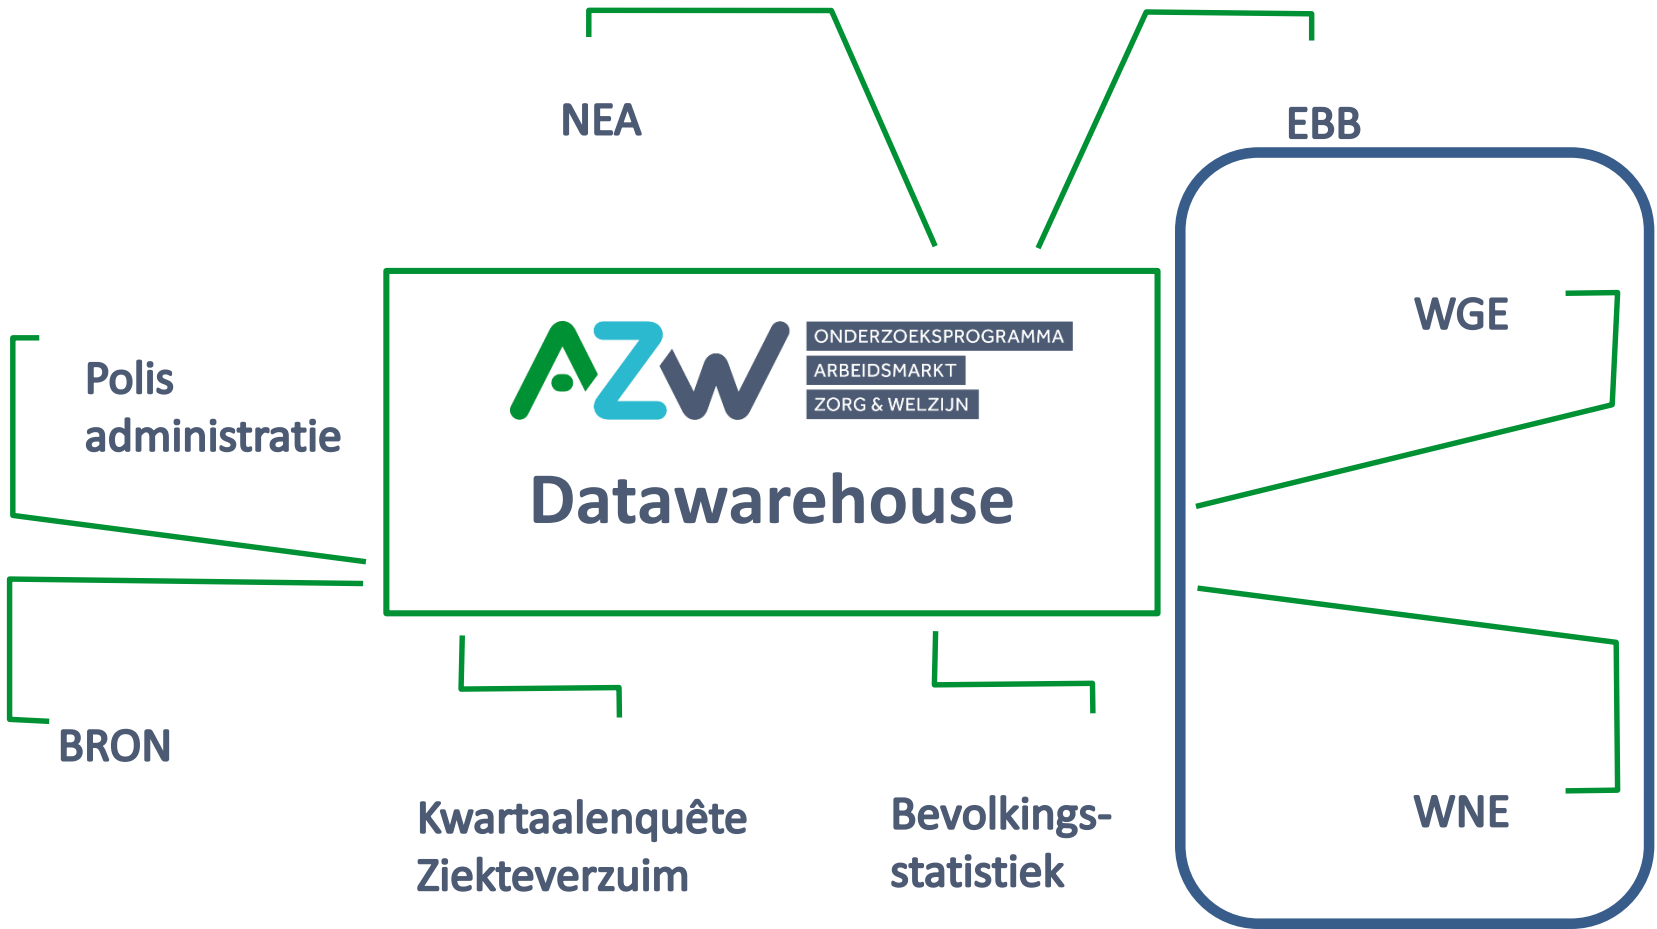 NEA
EBB
WGE
AZW
ONDERZOEKSPROGRAMMA
ARBEIDSMARKT
ZORG & WELZIJN
Polis
administratie
Datawarehouse
BRON
Kwartaalenquête
Ziekteverzuim
Bevolkings-
statistiek
WNE